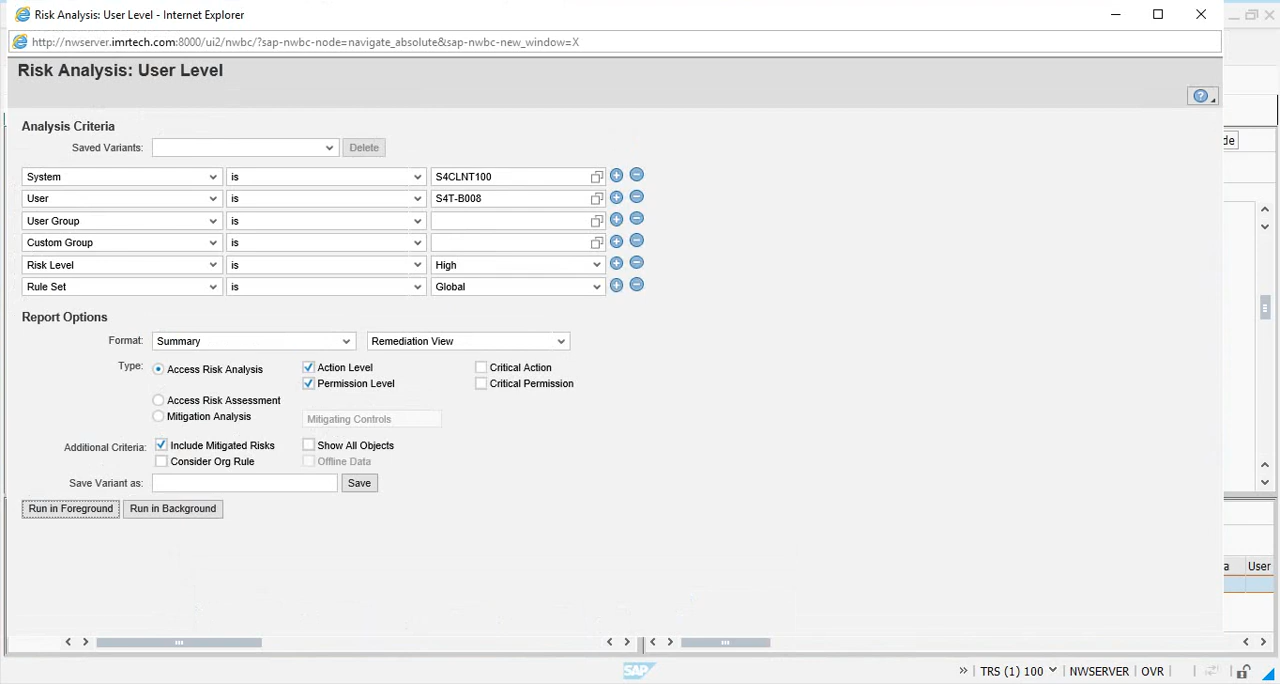 Risk Analysis: User Level - Internet Explorer
http://nwserver.imrtech.com:8000/ui2/nwbc/?sap-nwbc-node=navigate_absolute&sap-nwbc-new_window=X
Risk Analysis: User Level
Analysis Criteria
Saved Variants: Delete
de
System is S4CLNT100
User is S4T-B008
User Group is
Custom Group is
Risk Level is High
Rule Set is Global
Report Options
Format: Summary Remediation View
Type: Access Risk Analysis Action Level Critical Action
Permission Level Critical Permission
Access Risk Assessment
Mitigation Analysis Mitigating Controls
Additional Criteria: Include Mitigated Risks Show All Objects
Consider Org Rule Offline Data
Save Variant as: Save
Run in Foreground Run in Background
a User
SAP » TRS (1) 100 NWSERVER OVR